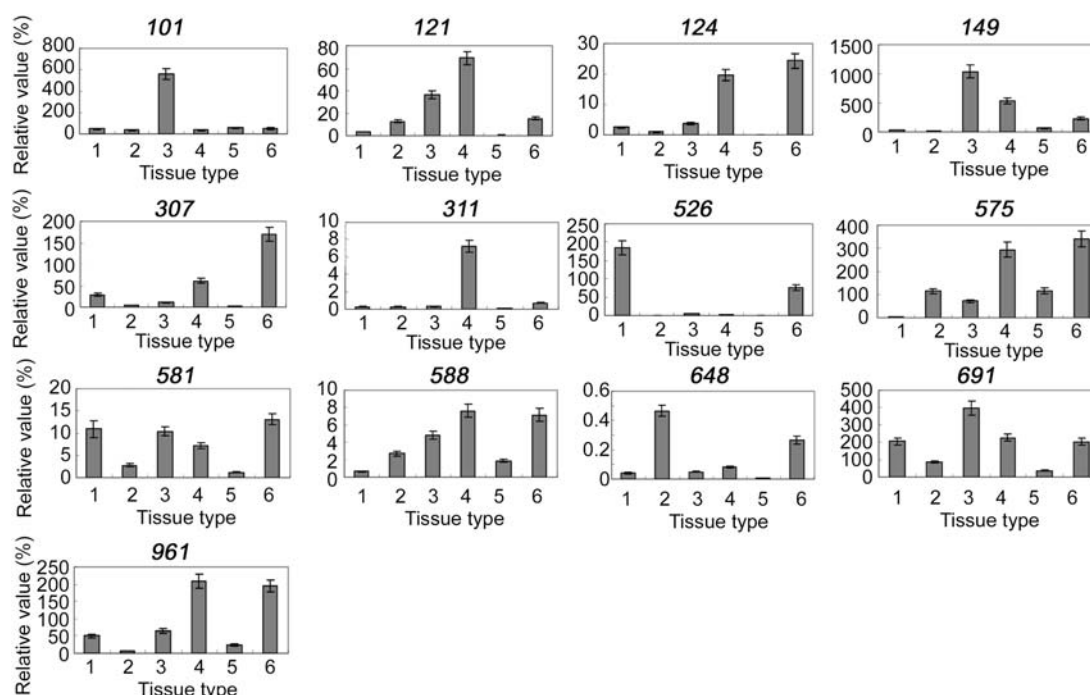 101
Relative value (%)
800
600
400
200
0
1 2 3 4 5 6
Tissue type
121
80
60
40
20
0
1 2 3 4 5 6
Tissue type
124
30
20
10
0
1 2 3 4 5 6
Tissue type
149
1500
1000
500
0
1 2 3 4 5 6
Tissue type
307
Relative value (%)
200
150
100
50
0
1 2 3 4 5 6
Tissue type
311
10
8
6
4
2
0
1 2 3 4 5 6
Tissue type
526
250
200
150
100
50
0
1 2 3 4 5 6
Tissue type
575
400
300
200
100
0
1 2 3 4 5 6
Tissue type
581
Relative value (%)
20
15
10
5
0
1 2 3 4 5 6
Tissue type
588
10
8
6
4
2
0
1 2 3 4 5 6
Tissue type
648
0.6
0.4
0.2
0
1 2 3 4 5 6
Tissue type
691
500
400
300
200
100
0
1 2 3 4 5 6
Tissue type
961
Relative value (%)
250
200
150
100
50
0
1 2 3 4 5 6
Tissue type